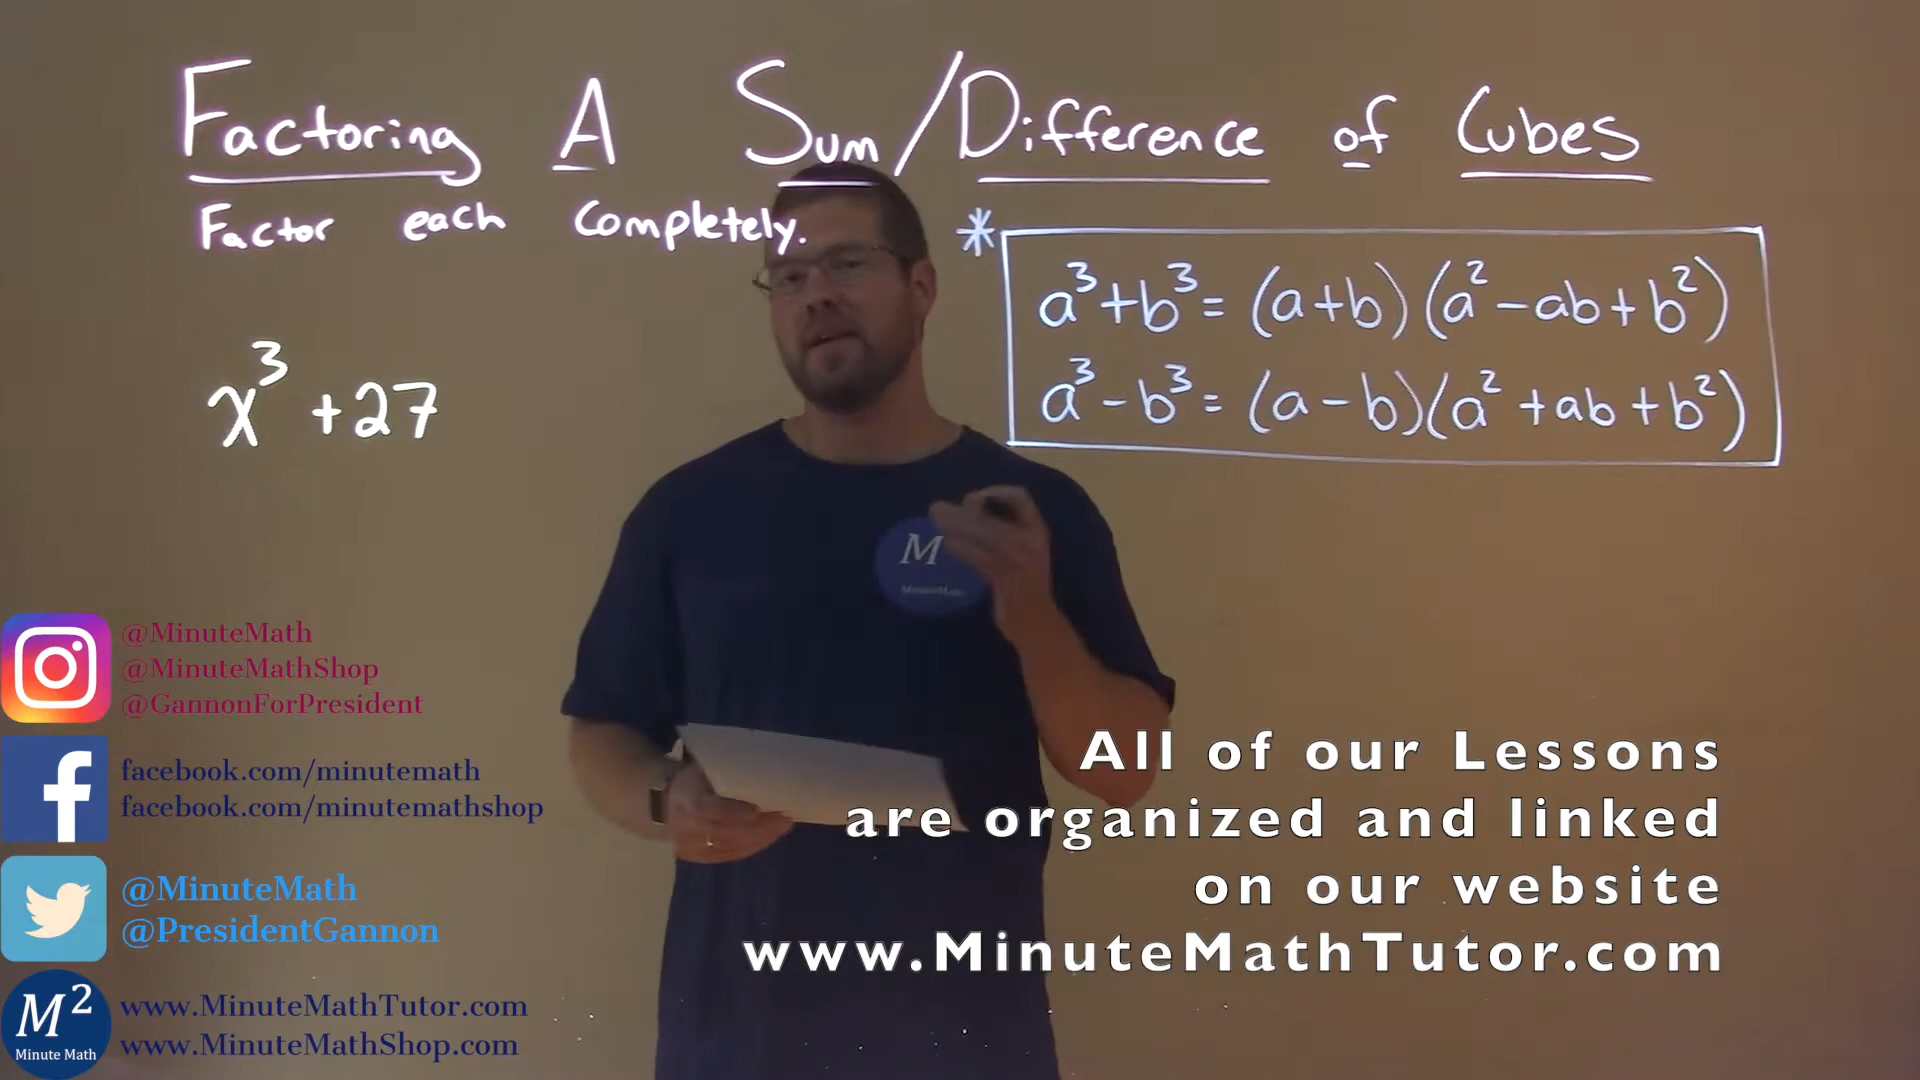 Factoring A Sum/Difference of Cubes
Factor each completely.
*
a³+b³= (a+b)(a²-ab+b²)
a³-b³= (a-b)(a²+ab+b²)
x³+27
M
MinuteMath
@MinuteMath
@MinuteMathShop
@GannonForPresident
facebook.com/minutemath
facebook.com/minutemathshop
@MinuteMath
@PresidentGannon
M²
Minute Math
www.MinuteMathTutor.com
www.MinuteMathShop.com
All of our Lessons
are organized and linked
on our website
www.MinuteMathTutor.com